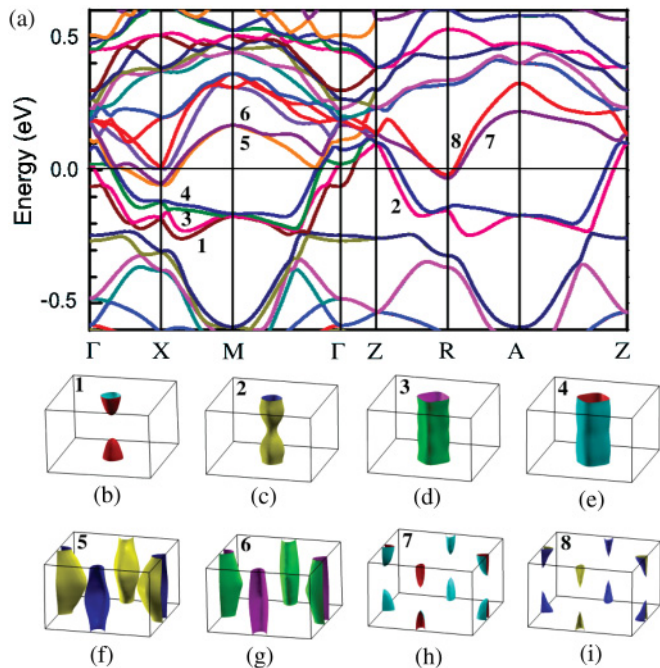 (a)
Energy (eV)
0.5
0.0
-0.5
6
5
4
3
1
2
8
7
Γ X M Γ Z R A Z
1 2 3 4
(b) (c) (d) (e)
5 6 7 8
(f) (g) (h) (i)